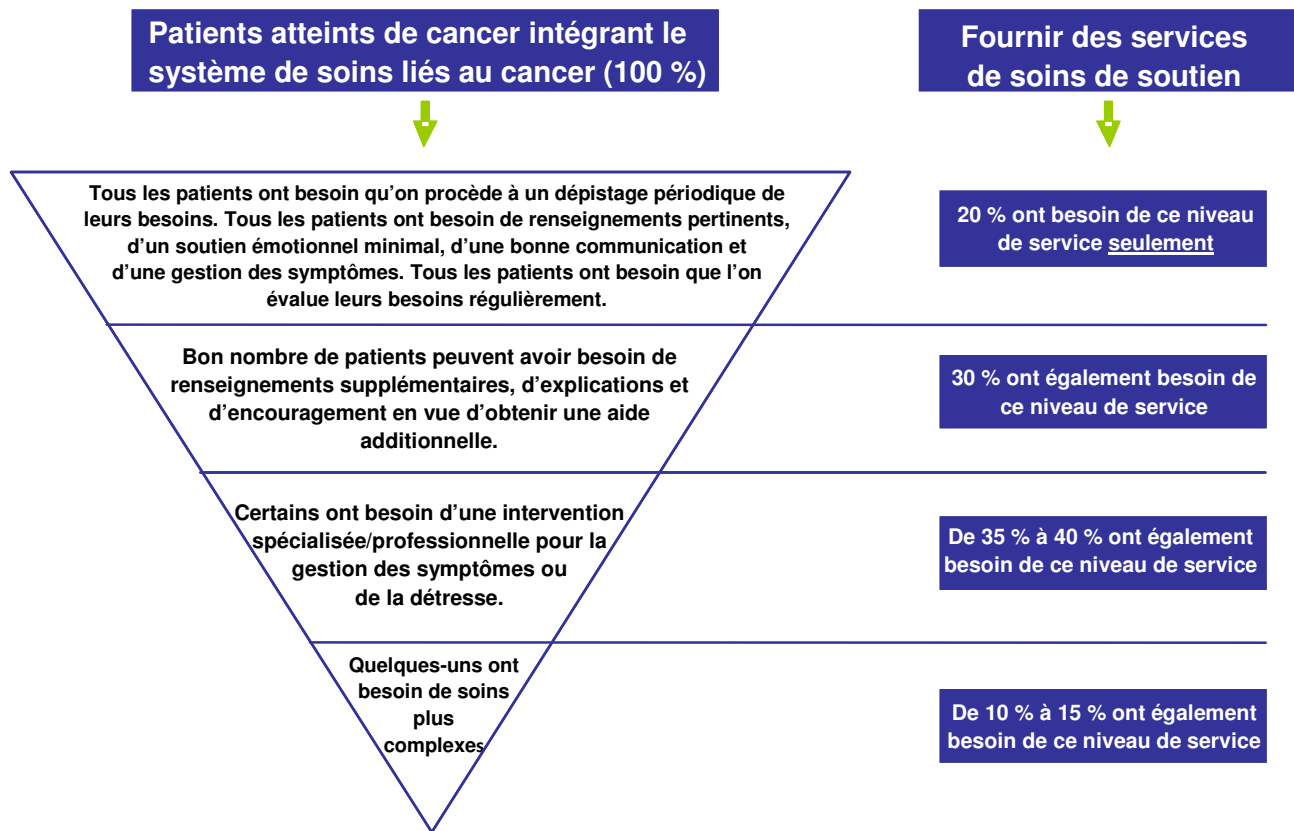 Patients atteints de cancer intégrant le
système de soins liés au cancer (100 %)
Fournir des services
de soins de soutien
Tous les patients ont besoin qu’on procède à un dépistage périodique de
leurs besoins. Tous les patients ont besoin de renseignements pertinents,
d’un soutien émotionnel minimal, d’une bonne communication et
d’une gestion des symptômes. Tous les patients ont besoin que l’on
évalue leurs besoins régulièrement.
20 % ont besoin de ce niveau
de service seulement
Bon nombre de patients peuvent avoir besoin de
renseignements supplémentaires, d’explications et
d’encouragement en vue d’obtenir une aide
additionnelle.
30 % ont également besoin de
ce niveau de service
Certains ont besoin d’une intervention
spécialisée/professionnelle pour la
gestion des symptômes ou
de la détresse.
De 35 % à 40 % ont également
besoin de ce niveau de service
Quelques-uns ont
besoin de soins
plus
complexes
De 10 % à 15 % ont également
besoin de ce niveau de service